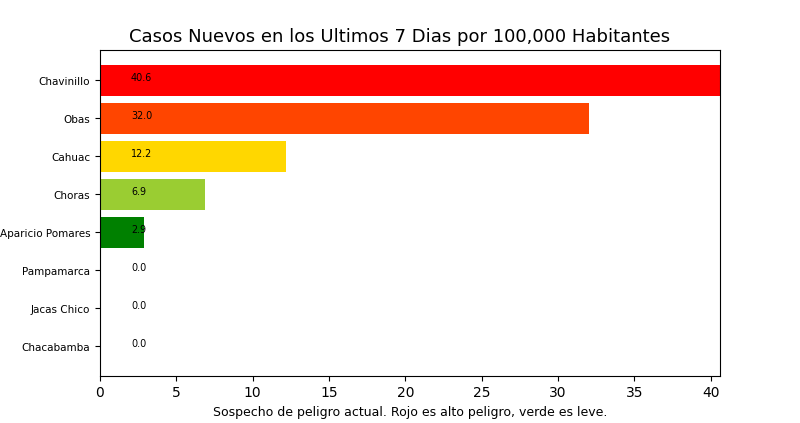 Casos Nuevos en los Ultimos 7 Dias por 100,000 Habitantes
Chavinillo 40.6
Obas 32.0
Cahuac 12.2
Choras 6.9
Aparicio Pomares 2.9
Pampamarca 0.0
Jacas Chico 0.0
Chacabamba 0.0
0 5 10 15 20 25 30 35 40
Sospecho de peligro actual. Rojo es alto peligro, verde es leve.